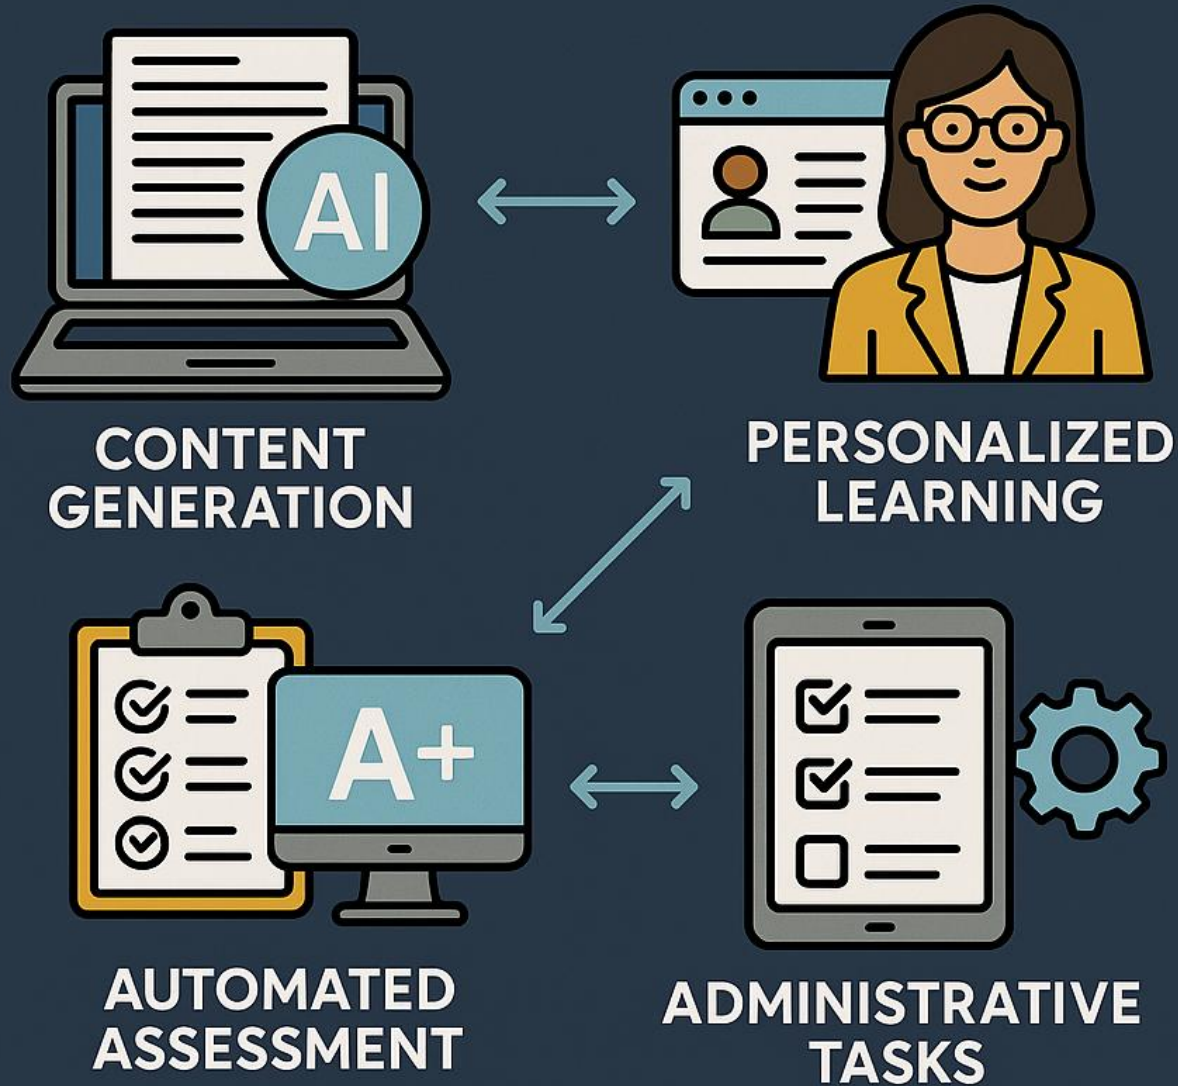 AI
CONTENT
GENERATION
PERSONALIZED
LEARNING
A+
AUTOMATED
ASSESSMENT
ADMINISTRATIVE
TASKS